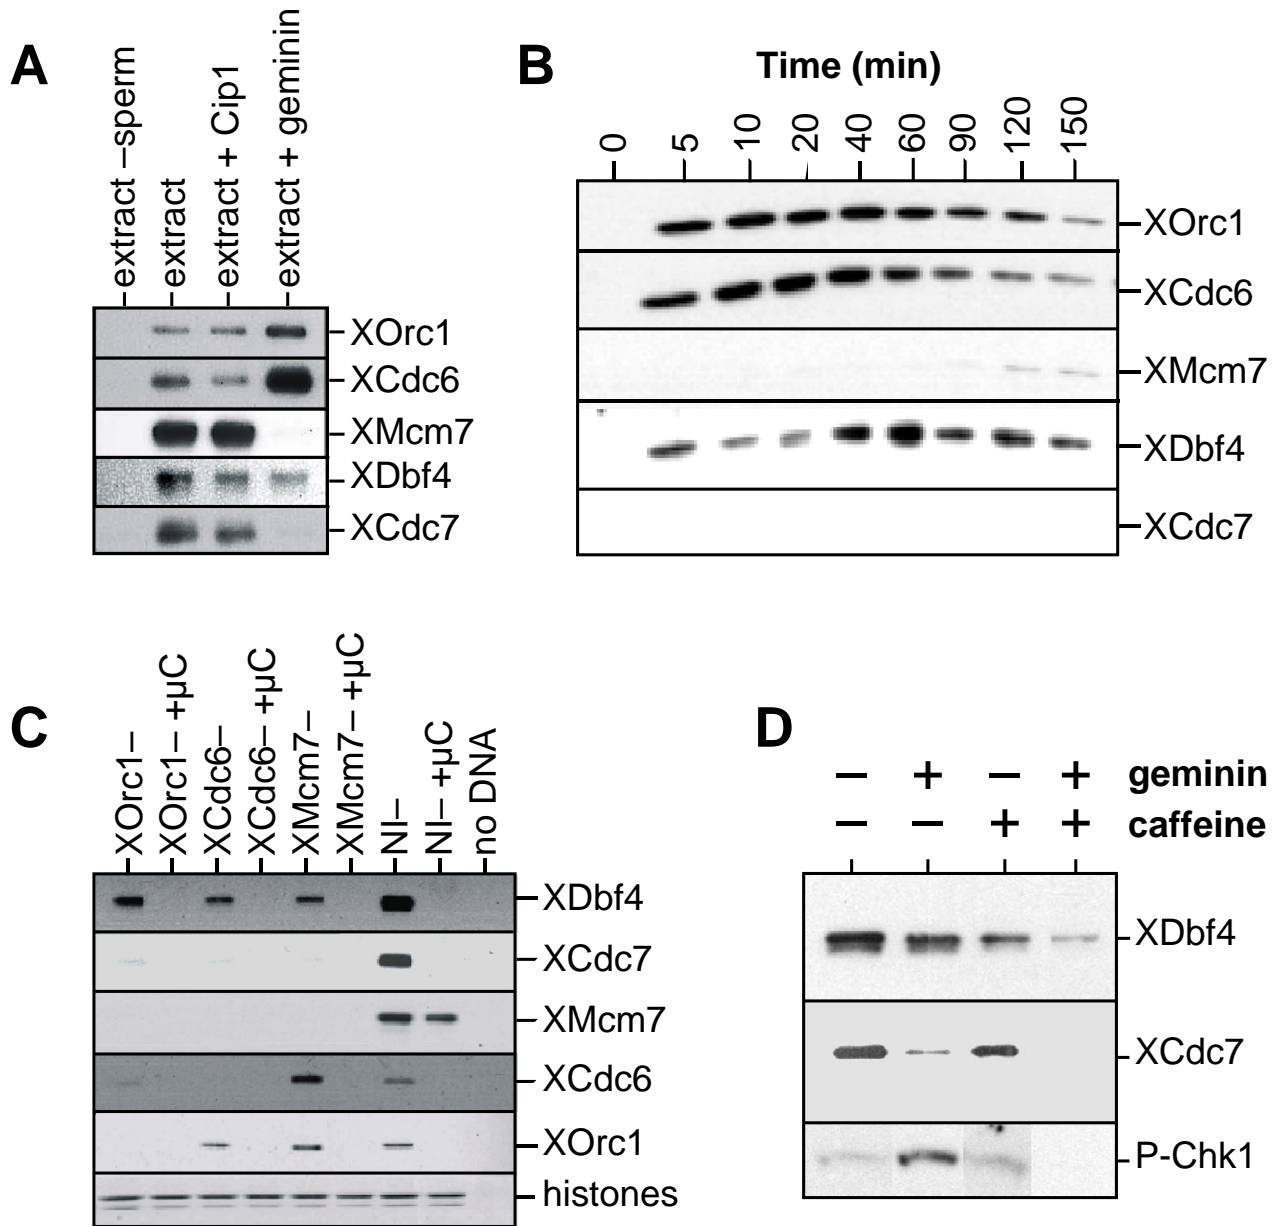 A
extract –sperm
extract
extract + Cip1
extract + geminin
XOrc1
XCdc6
XMcm7
XDbf4
XCdc7
B
Time (min)
0
5
10
20
40
60
90
120
150
XOrc1
XCdc6
XMcm7
XDbf4
XCdc7
C
XOrc1–
XOrc1– +µC
XCdc6–
XCdc6– +µC
XMcm7–
XMcm7– +µC
NI–
NI– +µC
no DNA
XDbf4
XCdc7
XMcm7
XCdc6
XOrc1
histones
D
– + – + geminin
– – + + caffeine
XDbf4
XCdc7
P-Chk1